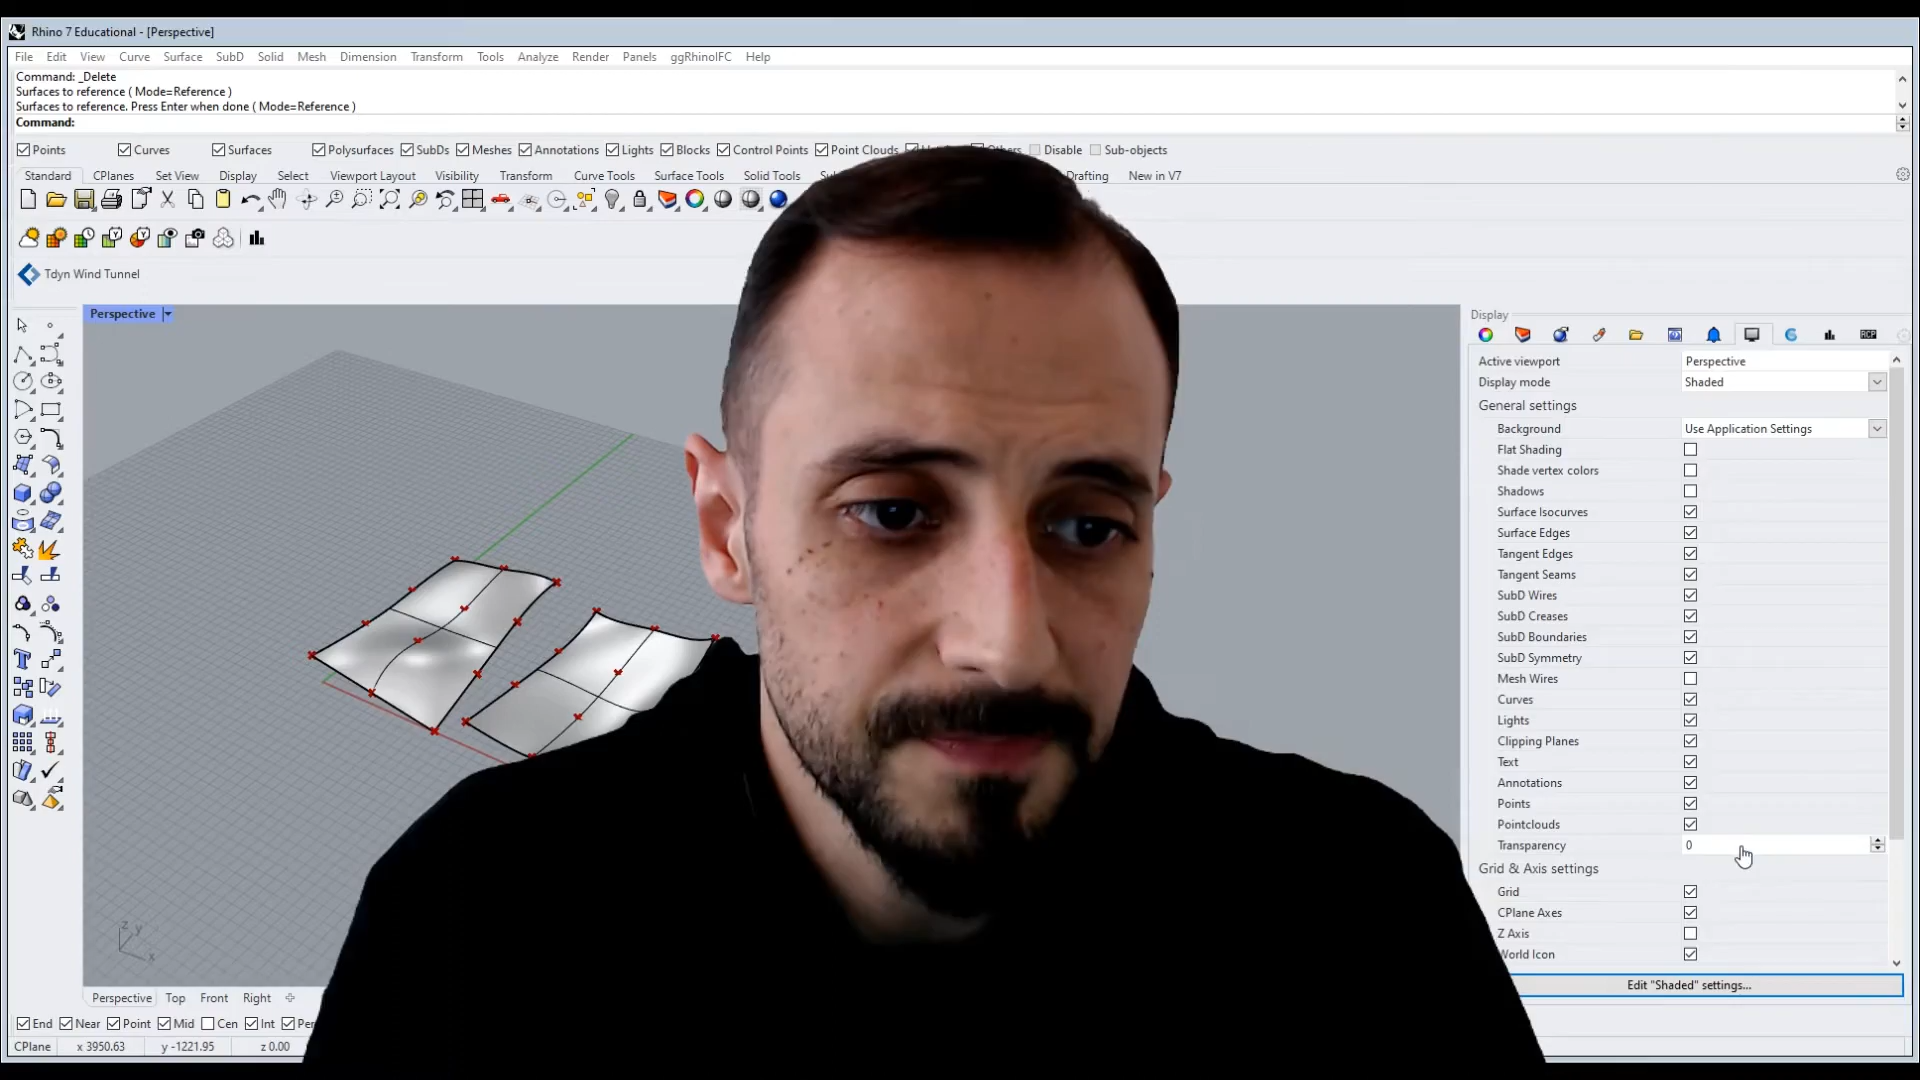 Rhino 7 Educational - [Perspective]
File Edit View Curve Surface SubD Solid Mesh Dimension Transform Tools Analyze Render Panels ggRhinoIFC Help
Command: _Delete
Surfaces to reference ( Mode=Reference )
Surfaces to reference. Press Enter when done ( Mode=Reference )
Command:
Points Curves Surfaces Polysurfaces SubDs Meshes Annotations Lights Blocks Control Points Point Clouds Others Disable Sub-objects
Standard CPlanes Set View Display Select Viewport Layout Visibility Transform Curve Tools Surface Tools Solid Tools Drafting New in V7
Tdyn Wind Tunnel
Perspective
Display
RCP
Active viewport Perspective
Display mode Shaded
General settings
Background Use Application Settings
Flat Shading
Shade vertex colors
Shadows
Surface Isocurves
Surface Edges
Tangent Edges
Tangent Seams
SubD Wires
SubD Creases
SubD Boundaries
SubD Symmetry
Mesh Wires
Curves
Lights
Clipping Planes
Text
Annotations
Points
Pointclouds
Transparency 0
Grid & Axis settings
Grid
CPlane Axes
Z Axis
World Icon
Edit "Shaded" settings...
z y
x
Perspective Top Front Right
End Near Point Mid Cen Int Per
CPlane x 3950.63 y -1221.95 z 0.00